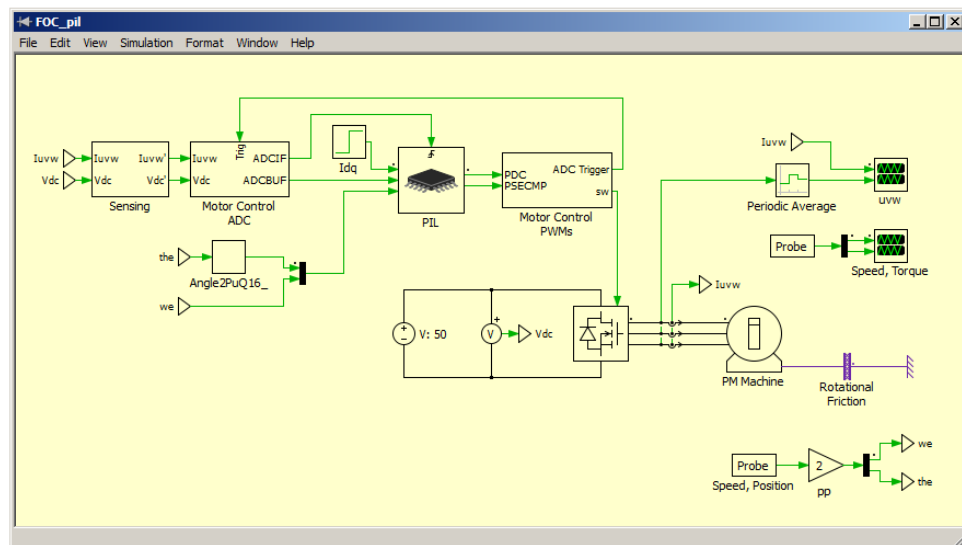 FOC_pil
File Edit View Simulation Format Window Help
Iuvw
Vdc
Iuvw Iuvw'
Vdc Vdc'
Sensing
Trig
Iuvw ADCIF
Vdc ADCBUF
Motor Control
ADC
Idq
PIL
PDC ADC Trigger
PSECMP sw
Motor Control
PWMs
Iuvw
Periodic Average
uvw
Probe
Speed, Torque
the
Angle2PuQ16_
we
V: 50
V
Vdc
Iuvw
PM Machine
Rotational
Friction
Probe
Speed, Position
2
pp
we
the